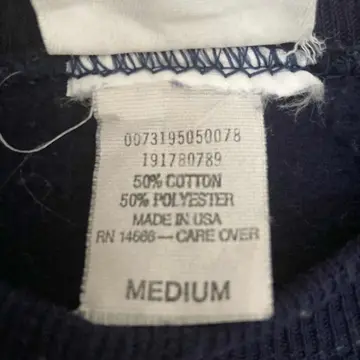 0073195050078
191780789
50% COTTON
50% POLYESTER
MADE IN USA
RN 14666—CARE OVER
MEDIUM